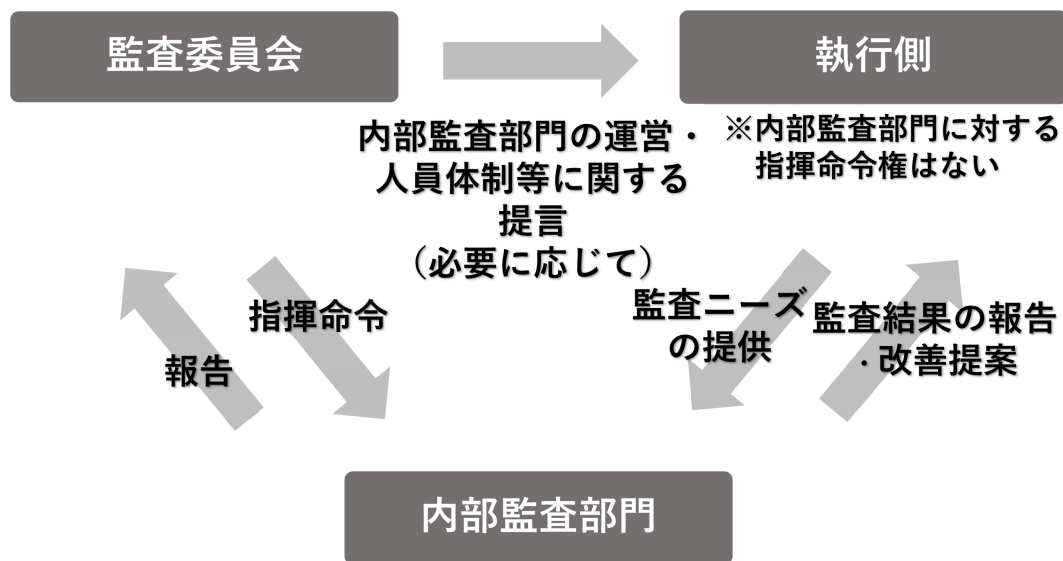 監査委員会
執行側
内部監査部門の運営・
人員体制等に関する
提言
（必要に応じて）
※内部監査部門に対する
指揮命令権はない
報告
指揮命令
監査ニーズ
の提供
監査結果の報告
・改善提案
内部監査部門